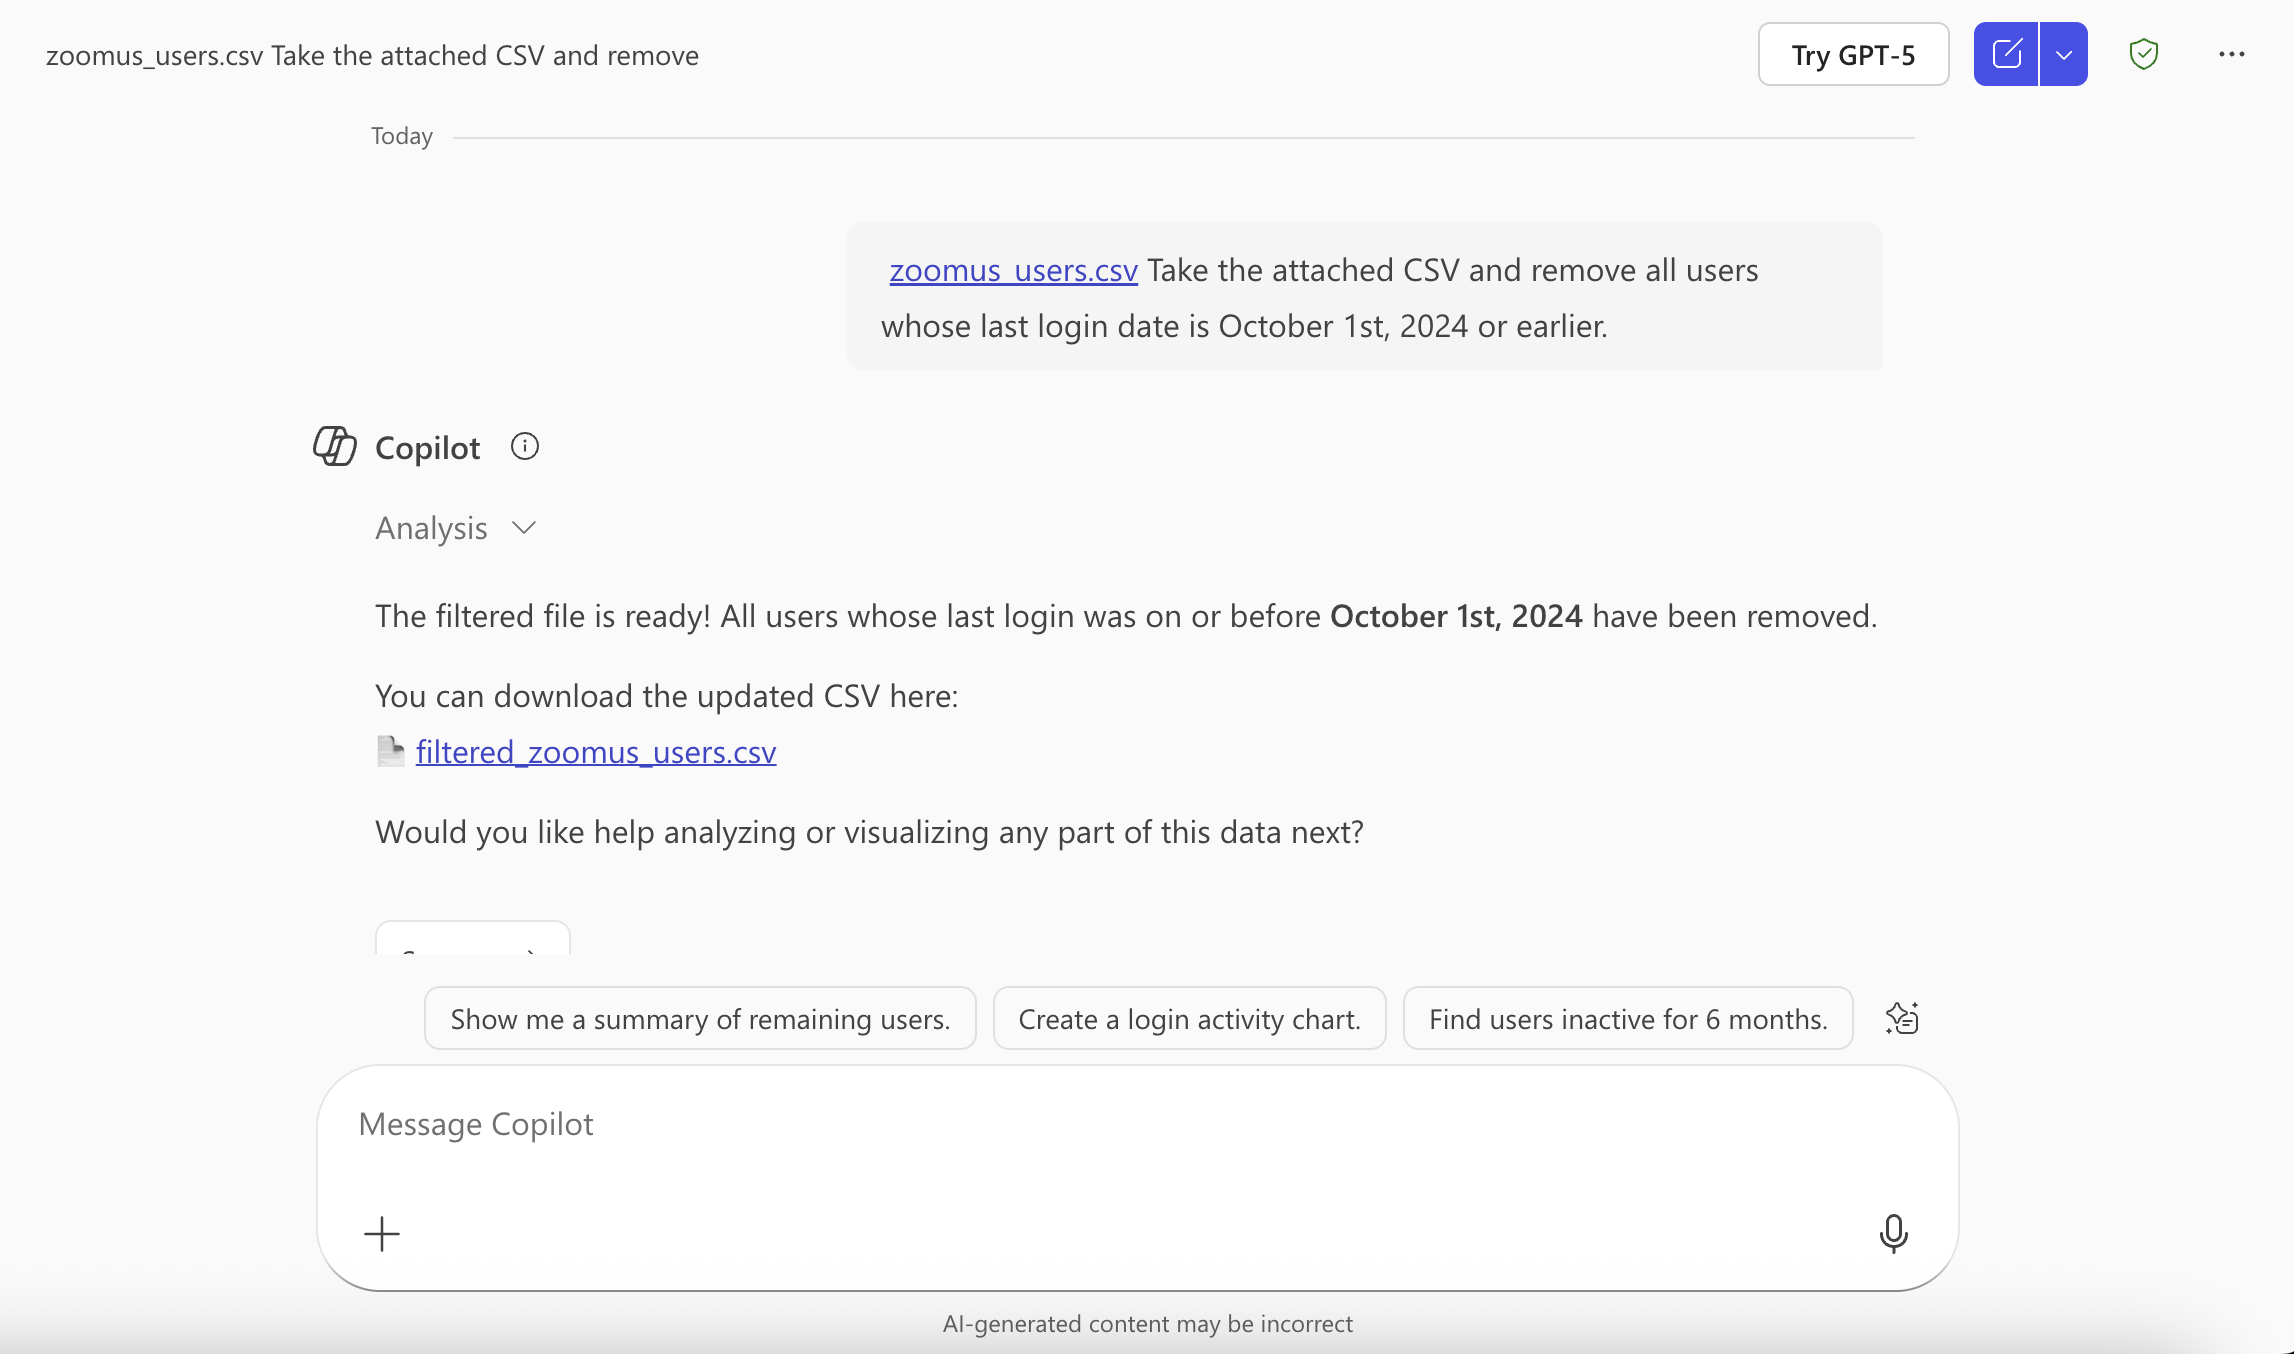 zoomus_users.csv Take the attached CSV and remove
Try GPT-5
Today
zoomus_users.csv Take the attached CSV and remove all users
whose last login date is October 1st, 2024 or earlier.
Copilot
Analysis
The filtered file is ready! All users whose last login was on or before October 1st, 2024 have been removed.
You can download the updated CSV here:
filtered_zoomus_users.csv
Would you like help analyzing or visualizing any part of this data next?
Show me a summary of remaining users.
Create a login activity chart.
Find users inactive for 6 months.
Message Copilot
AI-generated content may be incorrect